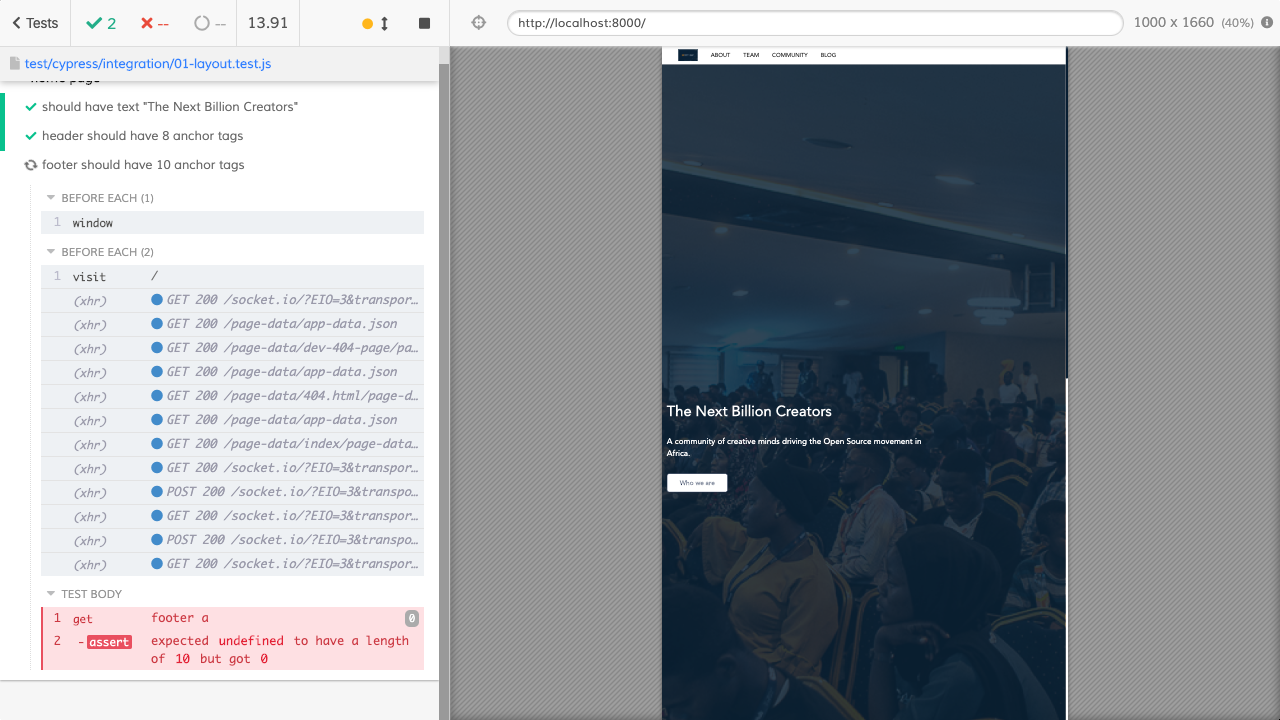 Tests
2
--
--
13.91
http://localhost:8000/
1000 x 1660 (40%)
test/cypress/integration/01-layout.test.js
home page
should have text "The Next Billion Creators"
header should have 8 anchor tags
footer should have 10 anchor tags
BEFORE EACH (1)
1 window
BEFORE EACH (2)
1 visit /
(xhr) GET 200 /socket.io/?EIO=3&transpor…
(xhr) GET 200 /page-data/app-data.json
(xhr) GET 200 /page-data/dev-404-page/pa…
(xhr) GET 200 /page-data/app-data.json
(xhr) GET 200 /page-data/404.html/page-d…
(xhr) GET 200 /page-data/app-data.json
(xhr) GET 200 /page-data/index/page-data…
(xhr) GET 200 /socket.io/?EIO=3&transpor…
(xhr) POST 200 /socket.io/?EIO=3&transpo…
(xhr) GET 200 /socket.io/?EIO=3&transpor…
(xhr) POST 200 /socket.io/?EIO=3&transpo…
(xhr) GET 200 /socket.io/?EIO=3&transpor…
TEST BODY
1 get footer a 0
2 -assert expected undefined to have a length
of 10 but got 0
ABOUT TEAM COMMUNITY BLOG
The Next Billion Creators
A community of creative minds driving the Open Source movement in
Africa.
Who we are